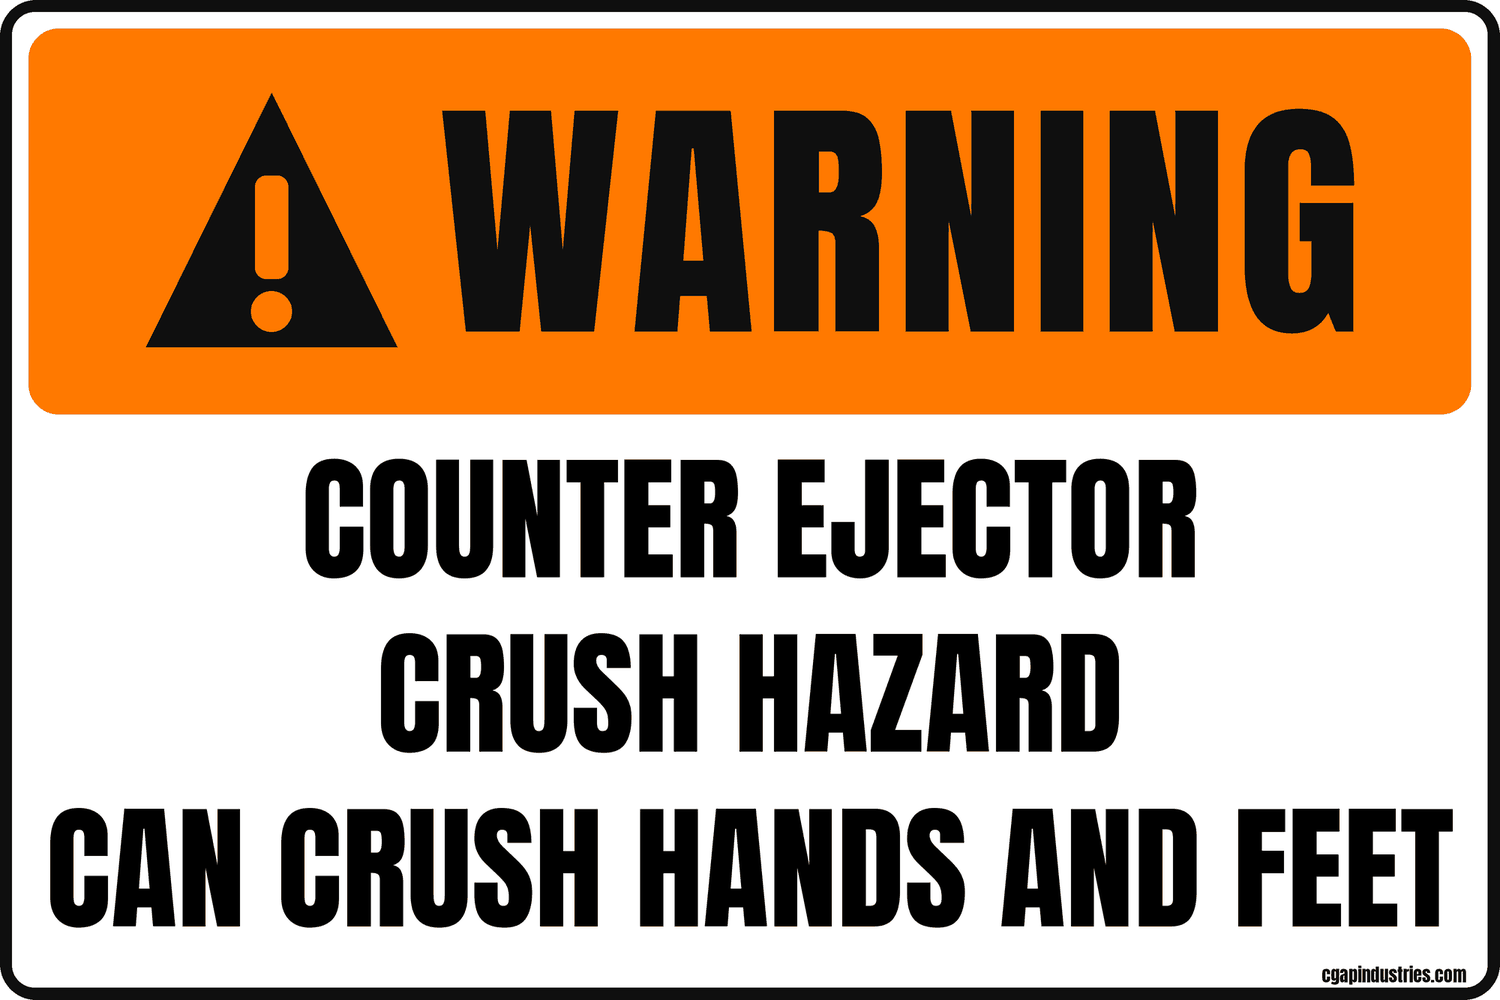 WARNING
COUNTER EJECTOR
CRUSH HAZARD
CAN CRUSH HANDS AND FEET
cgapindustries.com